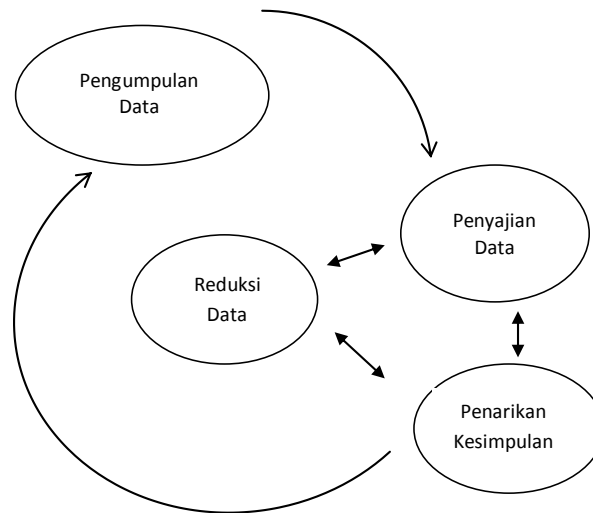 Pengumpulan
Data
Penyajian
Data
Reduksi
Data
Penarikan
Kesimpulan